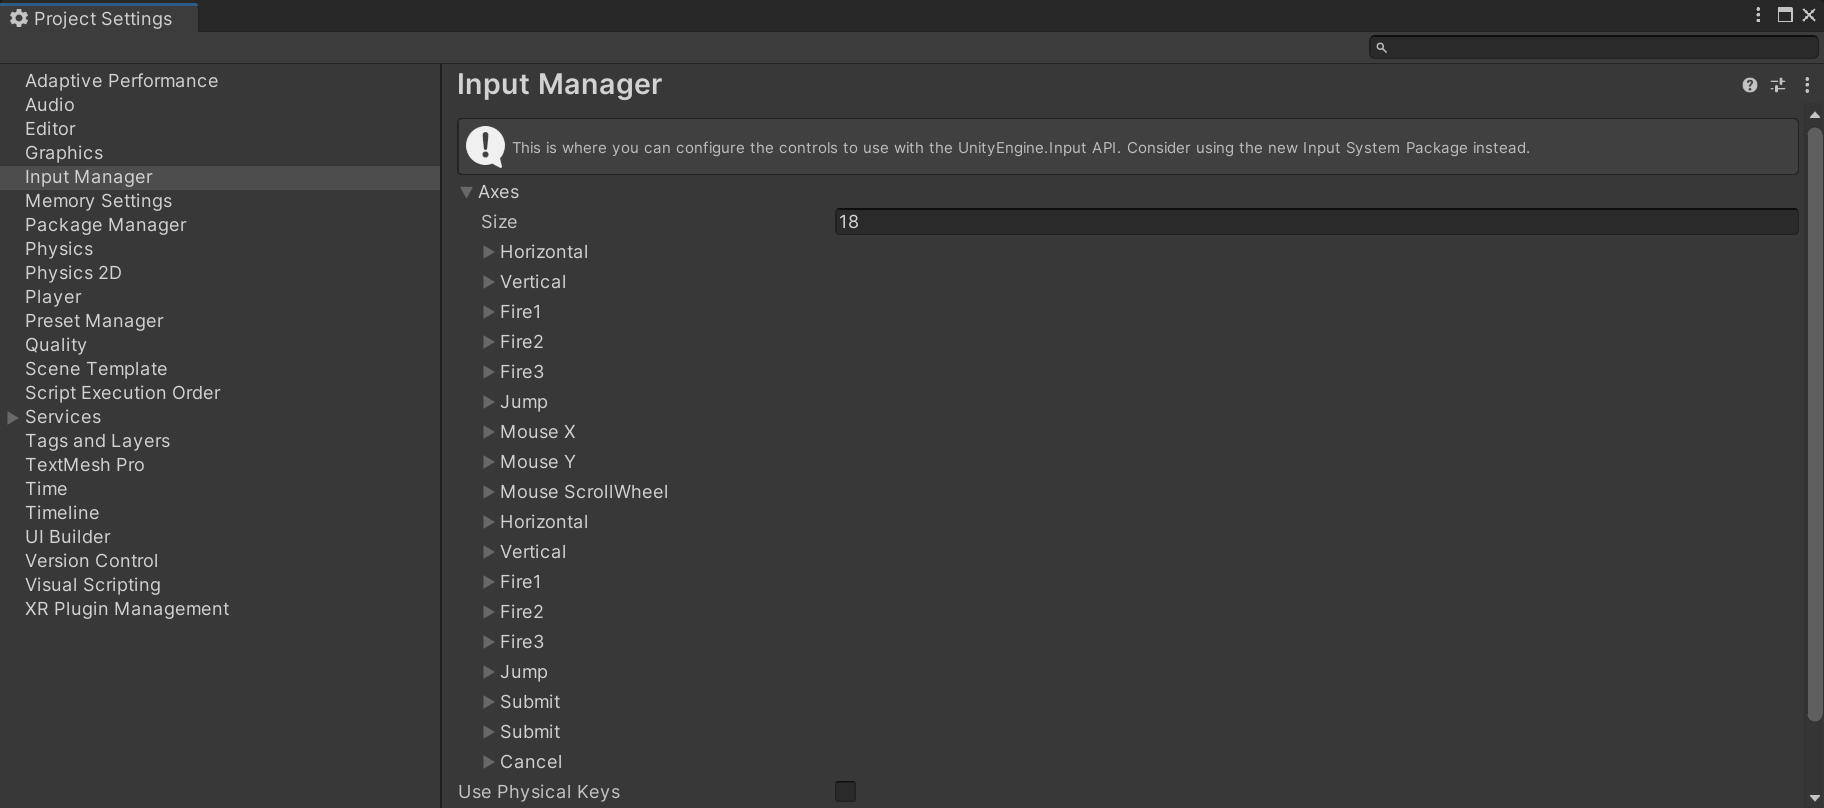 Project Settings
Adaptive Performance
Audio
Editor
Graphics
Input Manager
Memory Settings
Package Manager
Physics
Physics 2D
Player
Preset Manager
Quality
Scene Template
Script Execution Order
Services
Tags and Layers
TextMesh Pro
Time
Timeline
UI Builder
Version Control
Visual Scripting
XR Plugin Management
Input Manager
This is where you can configure the controls to use with the UnityEngine.Input API. Consider using the new Input System Package instead.
Axes
Size 18
Horizontal
Vertical
Fire1
Fire2
Fire3
Jump
Mouse X
Mouse Y
Mouse ScrollWheel
Horizontal
Vertical
Fire1
Fire2
Fire3
Jump
Submit
Submit
Cancel
Use Physical Keys